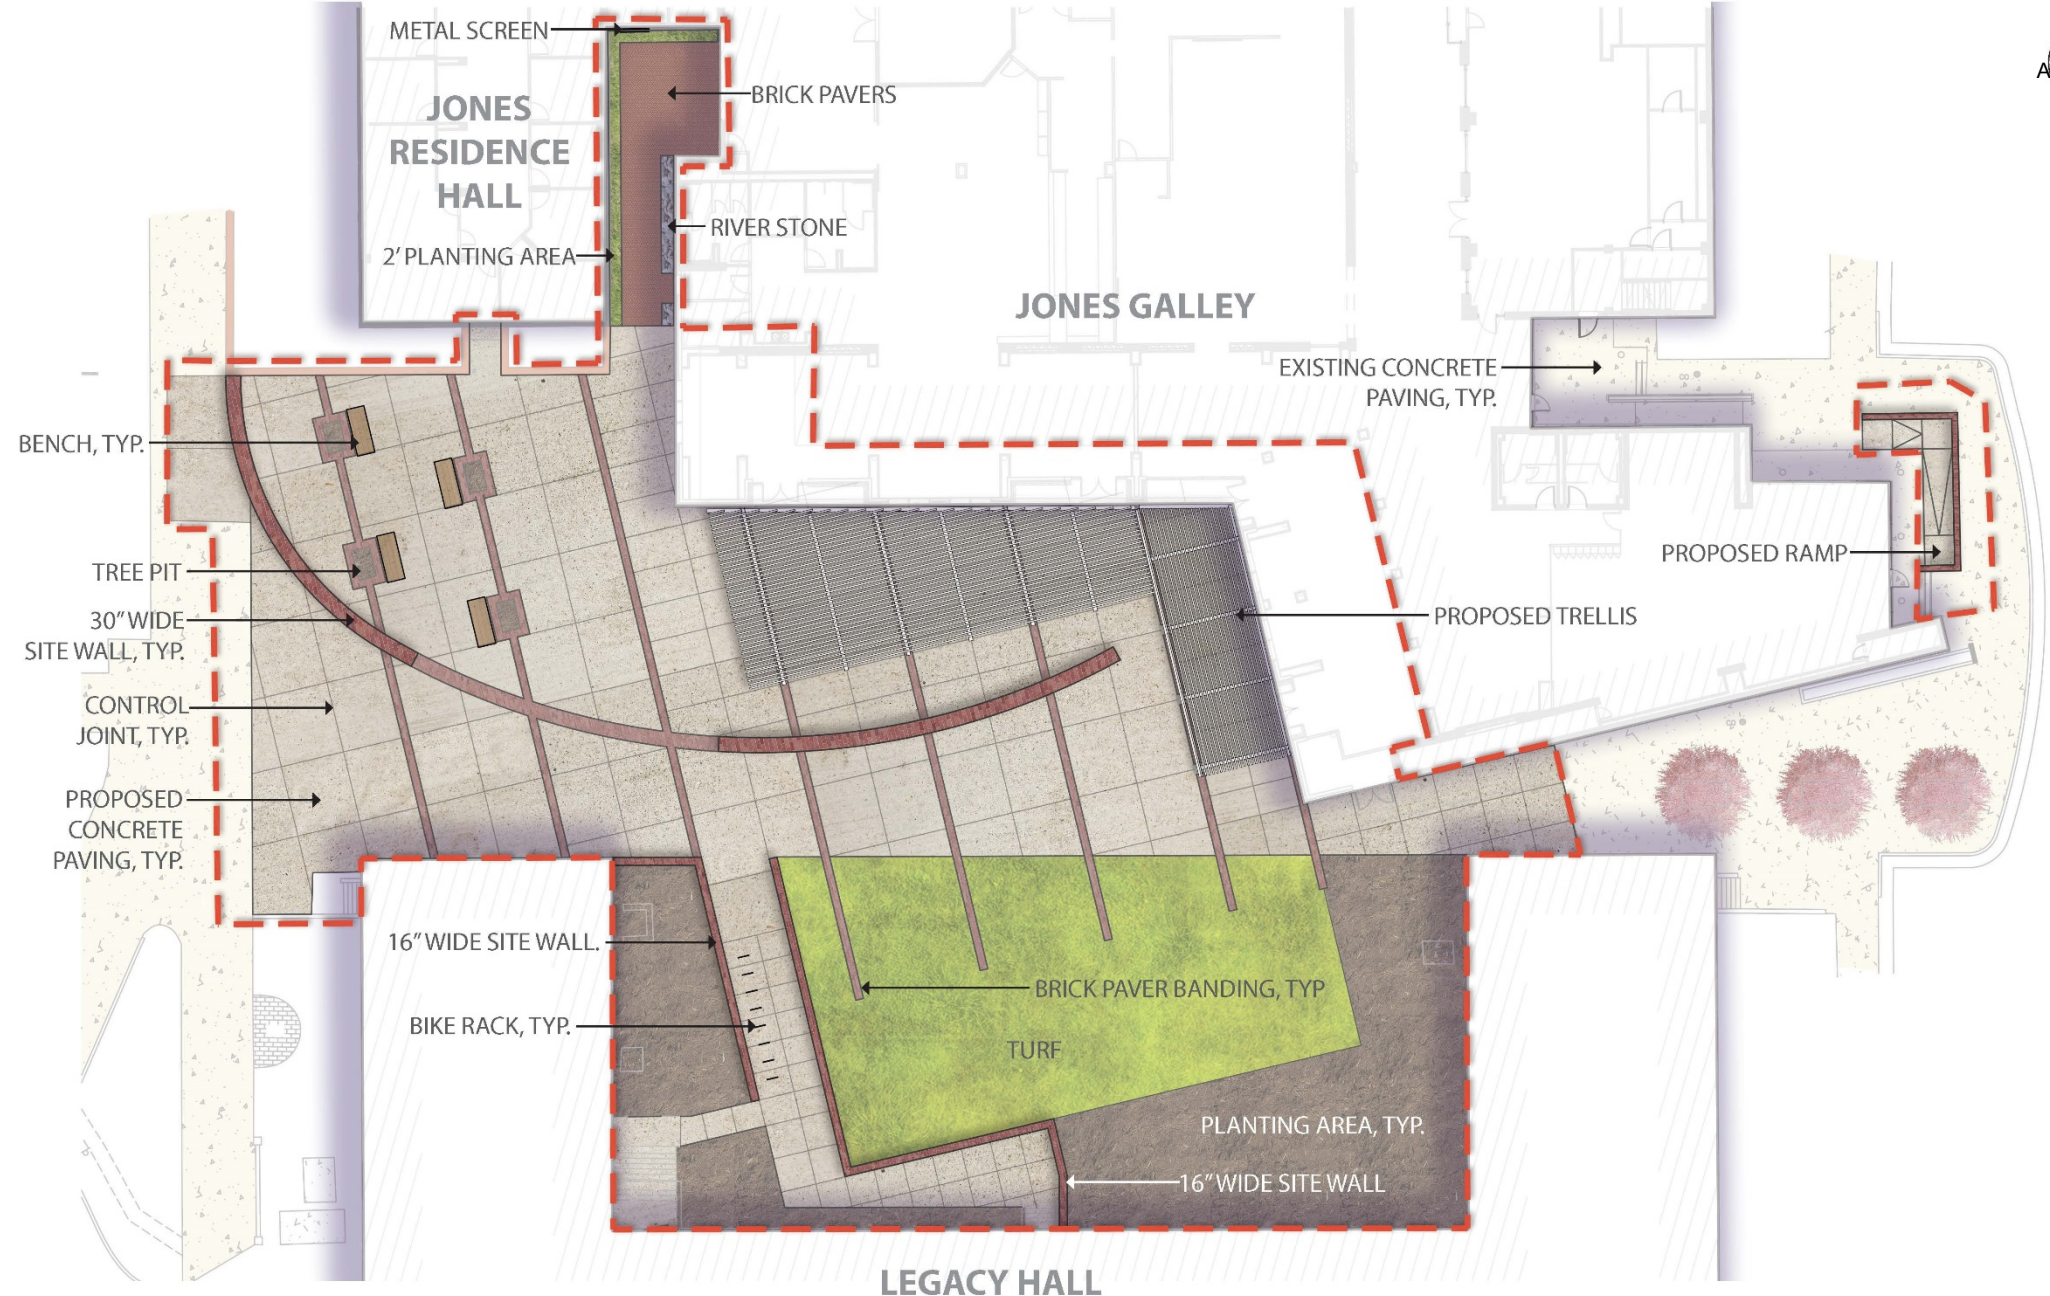 METAL SCREEN
A
BRICK PAVERS
JONES
RESIDENCE
HALL
RIVER STONE
2' PLANTING AREA
JONES GALLEY
EXISTING CONCRETE
PAVING, TYP.
BENCH, TYP.
PROPOSED RAMP
TREE PIT
30" WIDE
SITE WALL, TYP.
PROPOSED TRELLIS
CONTROL
JOINT, TYP.
PROPOSED
CONCRETE
PAVING, TYP.
16" WIDE SITE WALL.
BRICK PAVER BANDING, TYP
BIKE RACK, TYP.
TURF
PLANTING AREA, TYP.
16" WIDE SITE WALL
LEGACY HALL